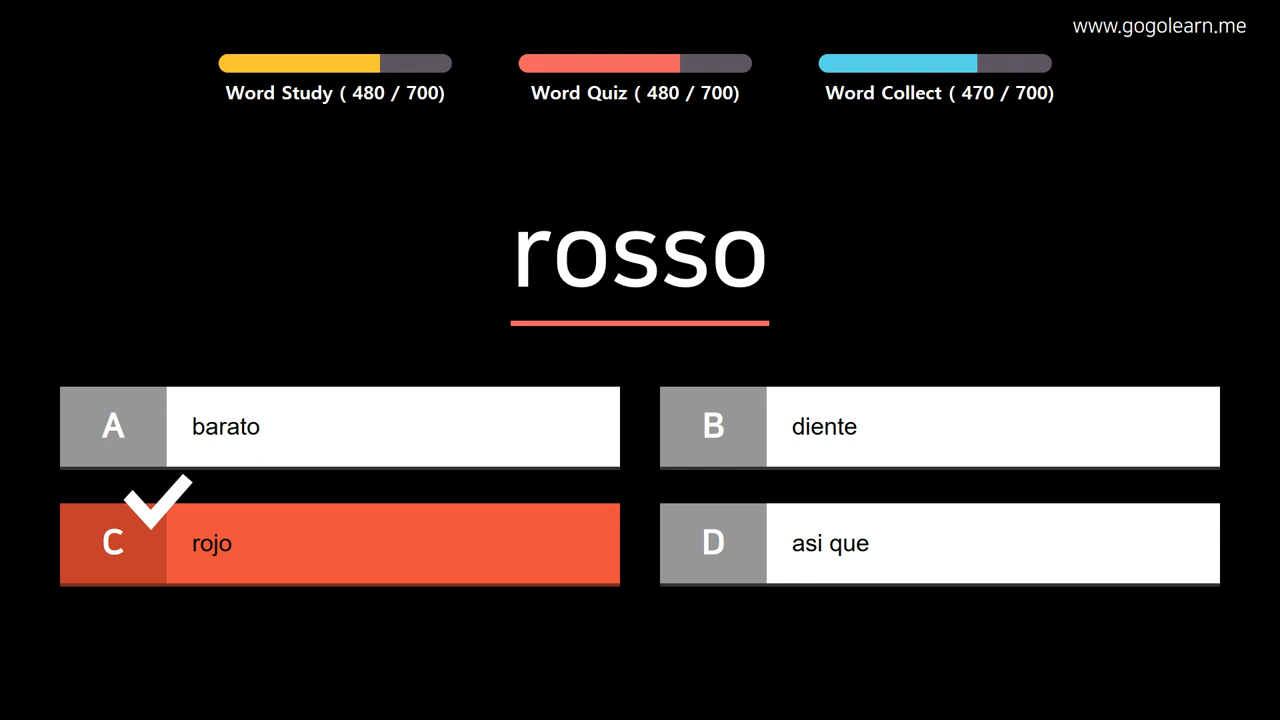 www.gogolearn.me
Word Study ( 480 / 700)
Word Quiz ( 480 / 700)
Word Collect ( 470 / 700)
rosso
A
barato
B
diente
C
rojo
D
asi que